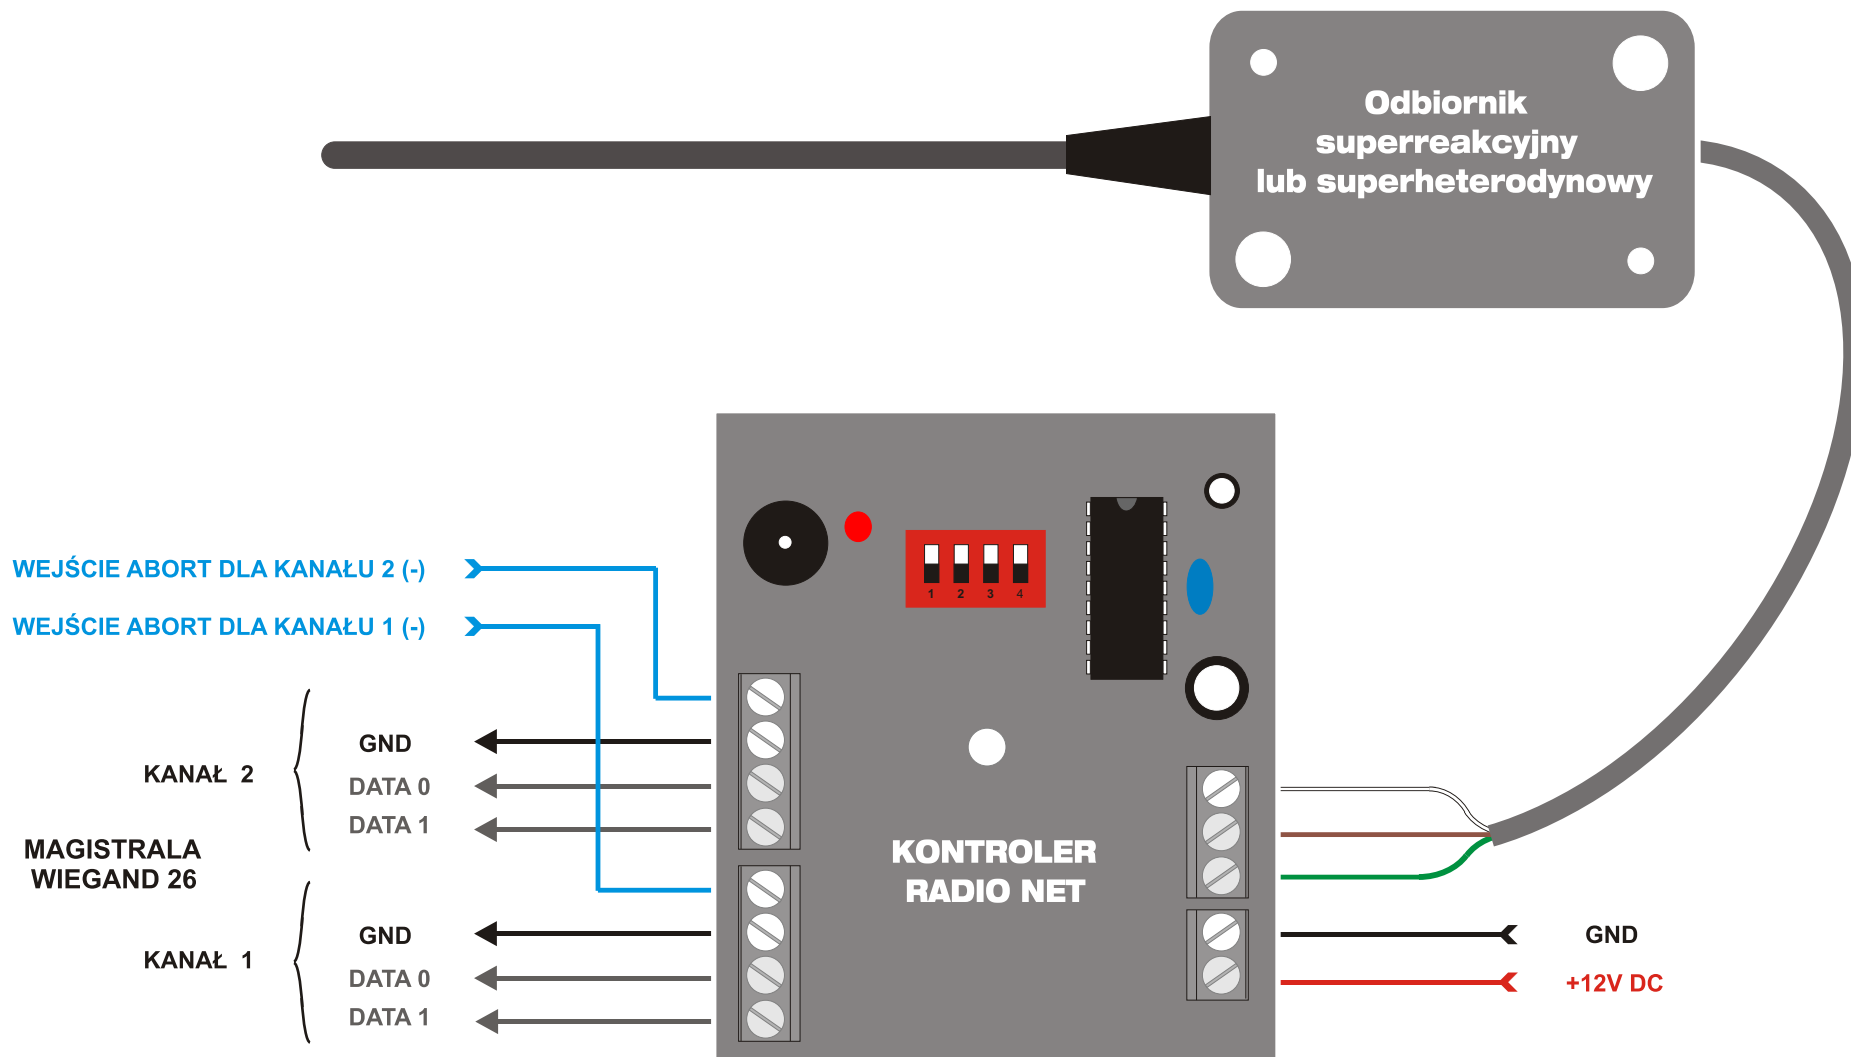 Odbiornik
superreakcyjny
lub superheterodynowy
WEJŚCIE ABORT DLA KANAŁU 2 (-)
WEJŚCIE ABORT DLA KANAŁU 1 (-)
1 2 3 4
KANAŁ 2
GND
DATA 0
DATA 1
MAGISTRALA
WIEGAND 26
KANAŁ 1
GND
DATA 0
DATA 1
KONTROLER
RADIO NET
GND
+12V DC